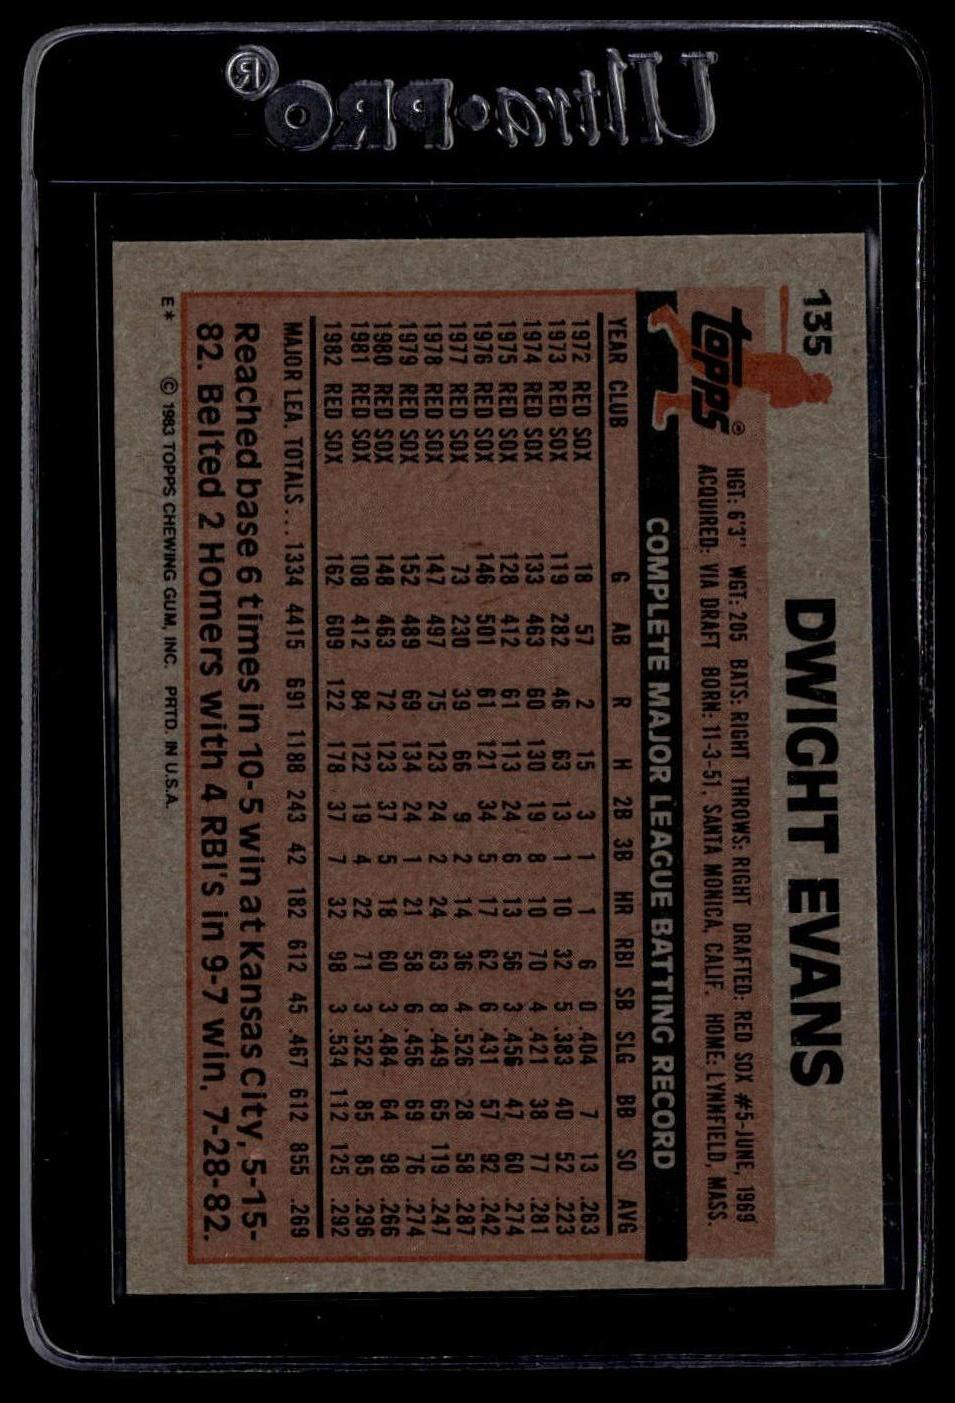 Ultra•PRO®
135
DWIGHT EVANS
topps®
HGT: 6'3" WGT: 205 BATS: RIGHT THROWS: RIGHT DRAFTED: RED SOX #5-JUNE, 1969
ACQUIRED: VIA DRAFT BORN: 11-3-51, SANTA MONICA, CALIF. HOME: LYNNFIELD, MASS.
COMPLETE MAJOR LEAGUE BATTING RECORD
YEAR CLUB G AB R H 2B 3B HR RBI SB SLG BB SO AVG
1972 RED SOX 18 57 2 15 3 1 1 6 0 .404 7 13 .263
1973 RED SOX 119 282 46 63 13 1 10 32 5 .383 40 52 .223
1974 RED SOX 133 463 60 130 19 8 10 70 4 .421 38 77 .281
1975 RED SOX 128 412 61 113 24 6 13 56 3 .456 47 60 .274
1976 RED SOX 146 501 61 121 34 5 17 62 6 .431 57 92 .242
1977 RED SOX 73 230 39 66 9 2 14 36 4 .526 28 58 .287
1978 RED SOX 147 497 75 123 24 2 24 63 8 .449 65 119 .247
1979 RED SOX 152 489 69 134 24 1 21 58 6 .456 69 76 .274
1980 RED SOX 148 463 72 123 37 5 18 60 3 .484 64 98 .266
1981 RED SOX 108 412 84 122 19 4 22 71 3 .522 85 85 .296
1982 RED SOX 162 609 122 178 37 7 32 98 3 .534 112 125 .292
MAJOR LEA. TOTALS... 1334 4415 691 1188 243 42 182 612 45 .467 612 855 .269
Reached base 6 times in 10-5 win at Kansas City, 5-15-
82. Belted 2 Homers with 4 RBI's in 9-7 win, 7-28-82.
E* © 1983 TOPPS CHEWING GUM, INC. PRTD. IN U.S.A.